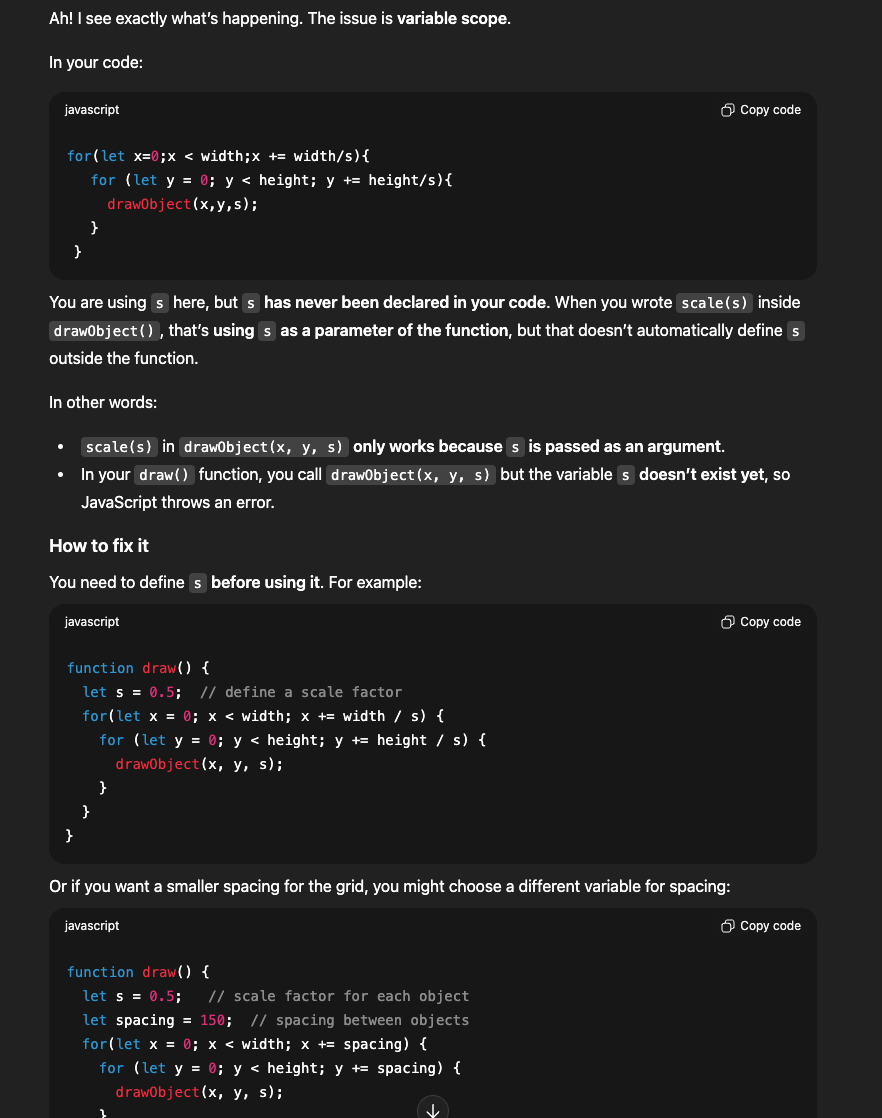 Ah! I see exactly what's happening. The issue is variable scope.
In your code:
javascript
Copy code
for(let x=0;x < width;x += width/s){
for (let y = 0; y < height; y += height/s){
drawObject(x,y,s);
}
}
You are using s here, but s has never been declared in your code. When you wrote scale(s) inside
drawObject(), that's using s as a parameter of the function, but that doesn't automatically define s
outside the function.
In other words:
• scale(s) in drawObject(x, y, s) only works because s is passed as an argument.
• In your draw() function, you call drawObject(x, y, s) but the variable s doesn't exist yet, so
JavaScript throws an error.
How to fix it
You need to define s before using it. For example:
javascript
Copy code
function draw() {
let s = 0.5; // define a scale factor
for(let x = 0; x < width; x += width / s) {
for (let y = 0; y < height; y += height / s) {
drawObject(x, y, s);
}
}
}
Or if you want a smaller spacing for the grid, you might choose a different variable for spacing:
javascript
Copy code
function draw() {
let s = 0.5; // scale factor for each object
let spacing = 150; // spacing between objects
for(let x = 0; x < width; x += spacing) {
for (let y = 0; y < height; y += spacing) {
drawObject(x, y, s);
}